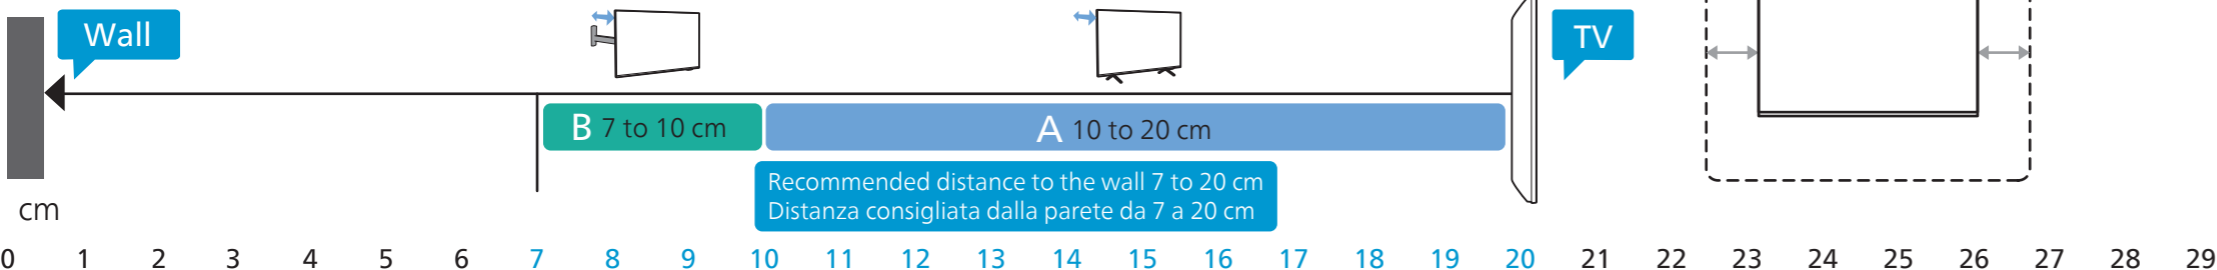 Wall
TV
B 7 to 10 cm
A 10 to 20 cm
Recommended distance to the wall 7 to 20 cm
Distanza consigliata dalla parete da 7 a 20 cm
cm
0 1 2 3 4 5 6 7 8 9 10 11 12 13 14 15 16 17 18 19 20 21 22 23 24 25 26 27 28 29